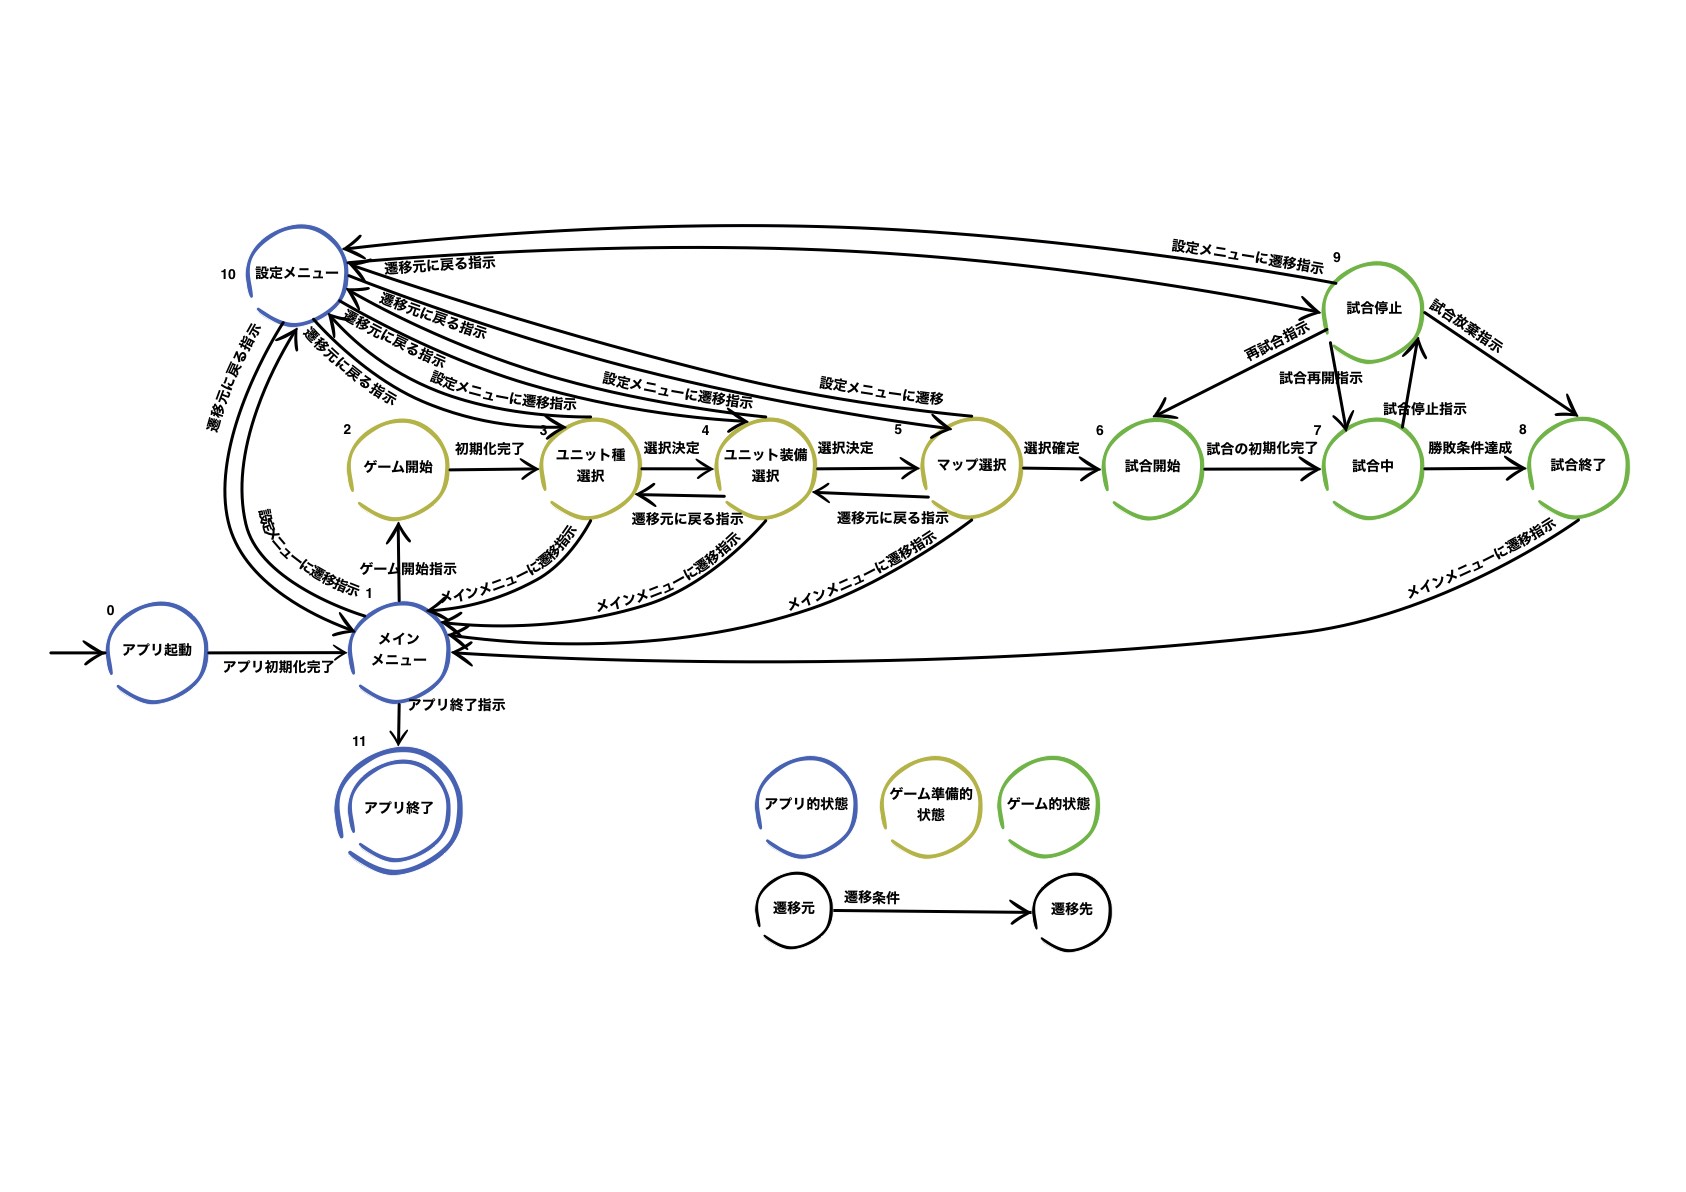 設定メニューに遷移指示
9
10
設定メニュー
遷移元に戻る指示
試合停止
遷移元に戻る指示
遷移元に戻る指示
遷移元に戻る指示
遷移元に戻る指示
再試合指示
試合放棄指示
設定メニューに遷移指示
設定メニューに遷移指示
設定メニューに遷移
試合再開指示
試合停止指示
2
ゲーム開始
初期化完了
3
ユニット種
選択
選択決定
4
ユニット装備
選択
選択決定
5
マップ選択
選択確定
6
試合開始
試合の初期化完了
7
試合中
勝敗条件達成
8
試合終了
遷移元に戻る指示
遷移元に戻る指示
設定メニューに遷移指示
ゲーム開始指示
メインメニューに遷移指示
メインメニューに遷移指示
メインメニューに遷移指示
メインメニューに遷移指示
0
アプリ起動
アプリ初期化完了
1
メイン
メニュー
アプリ終了指示
11
アプリ終了
アプリ的状態
ゲーム準備的
状態
ゲーム的状態
遷移元
遷移条件
遷移先